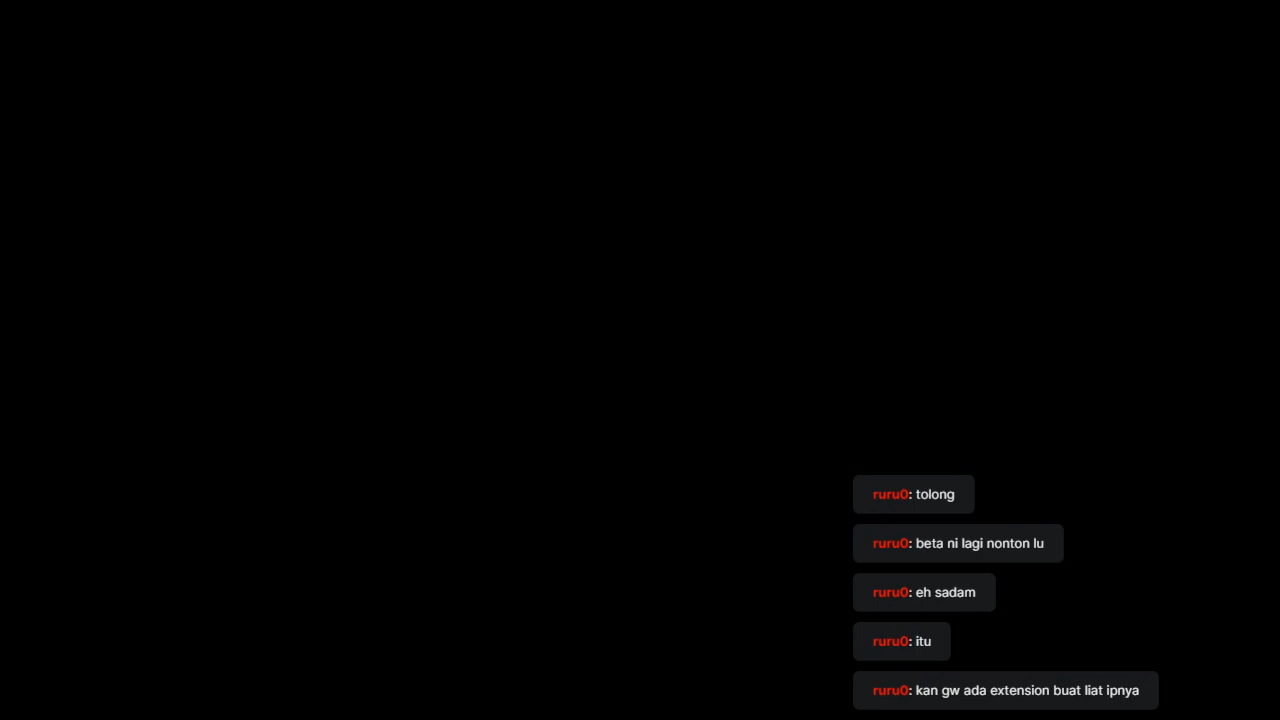 ruru0: tolong
ruru0: beta ni lagi nonton lu
ruru0: eh sadam
ruru0: itu
ruru0: kan gw ada extension buat liat ipnya